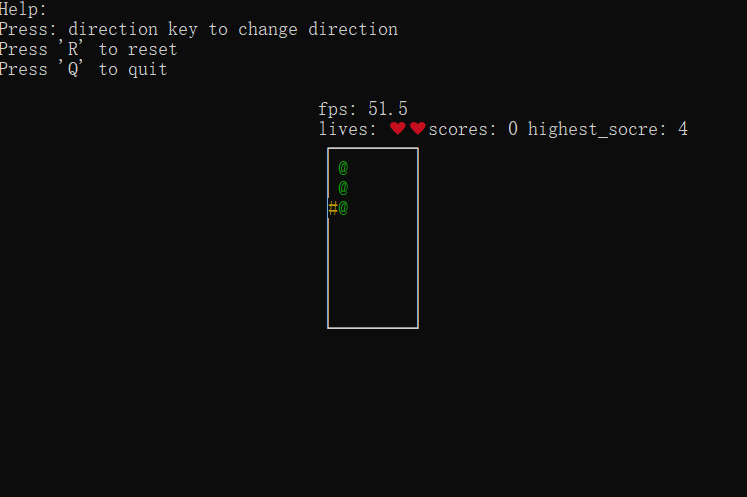 Help:
Press: direction key to change direction
Press 'R' to reset
Press 'Q' to quit
fps: 51.5
lives: ❤❤scores: 0 highest_socre: 4
@
@
#@